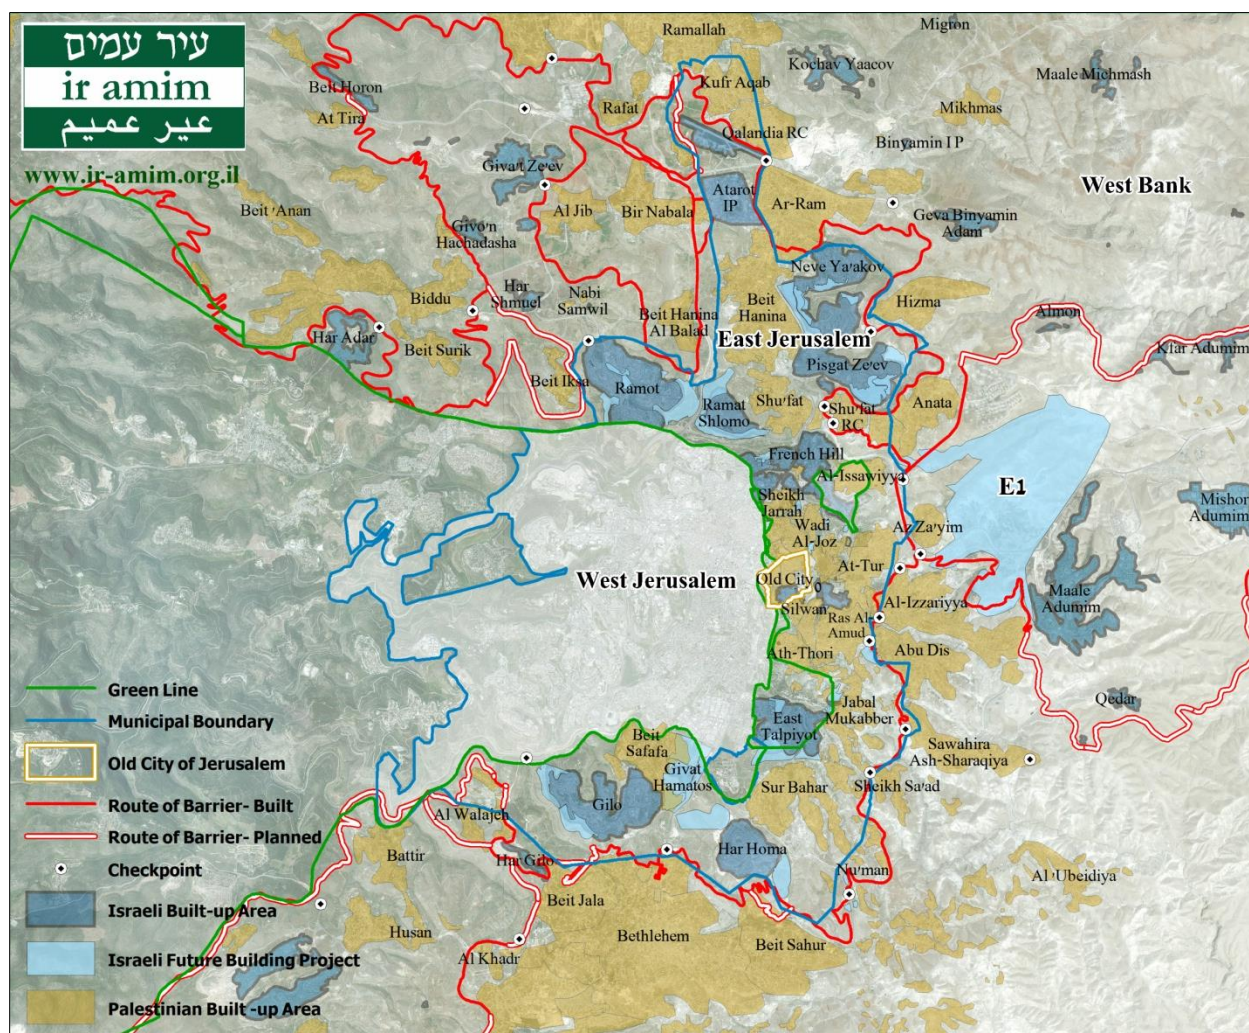 עיר עמים
ir amim
عير عميم
www.ir-amim.org.il
Ramallah
Migron
Kochav Yaacov
Maale Michmash
Beit Horon
At Tira
Rafat
Kufr Aqab
Mikhmas
Qalandia RC
Binyamin I P
Giva't Ze'ev
West Bank
Atarot
IP
Ar-Ram
Beit 'Anan
Al Jib
Bir Nabala
Geva Binyamin
Adam
Givo'n
Hachadasha
Neve Ya'akov
Har
Shmuel
Nabi
Samwil
Biddu
Beit Hanina
Al Balad
Beit
Hanina
Hizma
Almon
Har Adar
Beit Surik
East Jerusalem
Kfar Adumim
Pisgat Ze'ev
Beit Iksa
Ramot
Ramat
Shlomo
Shu'fat
Shu'fat
RC
Anata
French Hill
Al-Issawiyya
E1
Sheikh
Jarrah
Mishor
Adumim
Wadi
Al-Joz
Az Za'yim
West Jerusalem
Old City
At-Tur
Silwan
Al-Izzariyya
Maale
Adumim
Ras Al-
Amud
Ath-Thori
Abu Dis
Green Line
Jabal
Mukabber
Qedar
Municipal Boundary
East
Talpiyot
Beit
Safafa
Sawahira
Ash-Sharaqiya
Old City of Jerusalem
Givat
Hamatos
Sur Bahar
Sheikh Sa'ad
Route of Barrier- Built
Gilo
Al Walajeh
Route of Barrier- Planned
Har Homa
Battir
Har Gilo
Checkpoint
Nu'man
Al 'Ubeidiya
Beit Jala
Israeli Built-up Area
Husan
Bethlehem
Beit Sahur
Al Khadr
Israeli Future Building Project
Palestinian Built -up Area